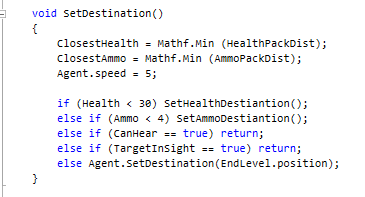 void SetDestination()
{
ClosestHealth = Mathf.Min (HealthPackDist);
ClosestAmmo = Mathf.Min (AmmoPackDist);
Agent.speed = 5;
if (Health < 30) SetHealthDestiantion();
else if (Ammo < 4) SetAmmoDestiantion();
else if (CanHear == true) return;
else if (TargetInSight == true) return;
else Agent.SetDestination(EndLevel.position);
}